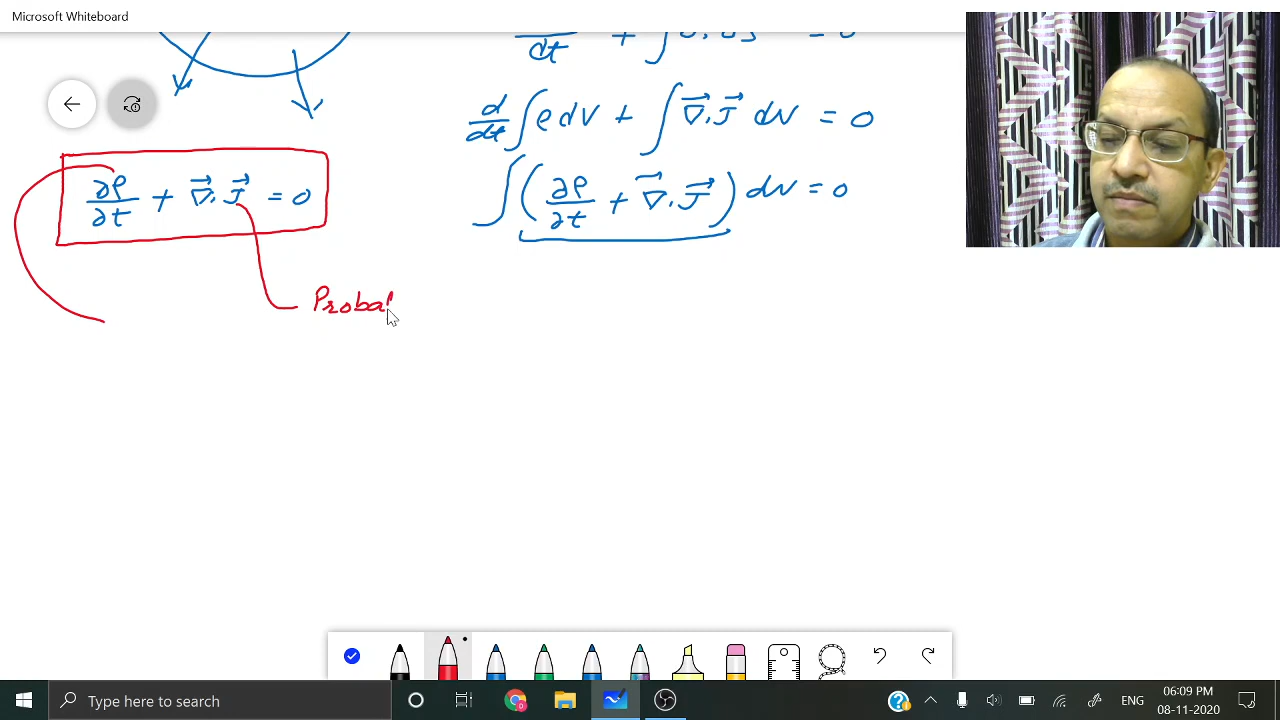 Microsoft Whiteboard
d/dt ∫ρ dV + ∫∇⃗.J⃗ dV = 0
∂ρ/∂t + ∇⃗.J⃗ = 0
∫(∂ρ/∂t + ∇⃗.J⃗) dV = 0
Proba
Type here to search
ENG
06:09 PM
08-11-2020